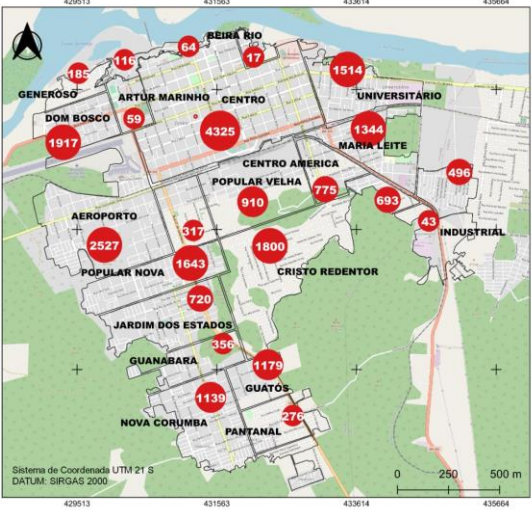 429513 431563 433614 435664
BEIRA RIO
64
17
116
1514
185
GENEROSO
ARTUR MARINHO
CENTRO
UNIVERSITÁRIO
DOM BOSCO
59
4325
1344
1917
MARIA LEITE
CENTRO AMERICA
496
POPULAR VELHA
775
910
693
AEROPORTO
43
317
INDUSTRIAL
2527
1800
1643
POPULAR NOVA
CRISTO REDENTOR
720
JARDIM DOS ESTADOS
356
GUANABARA
1179
GUATÓS
1139
276
NOVA CORUMBA
PANTANAL
Sistema de Coordenada UTM 21 S
DATUM: SIRGAS 2000
0 250 500 m
429513 431563 433614 435664